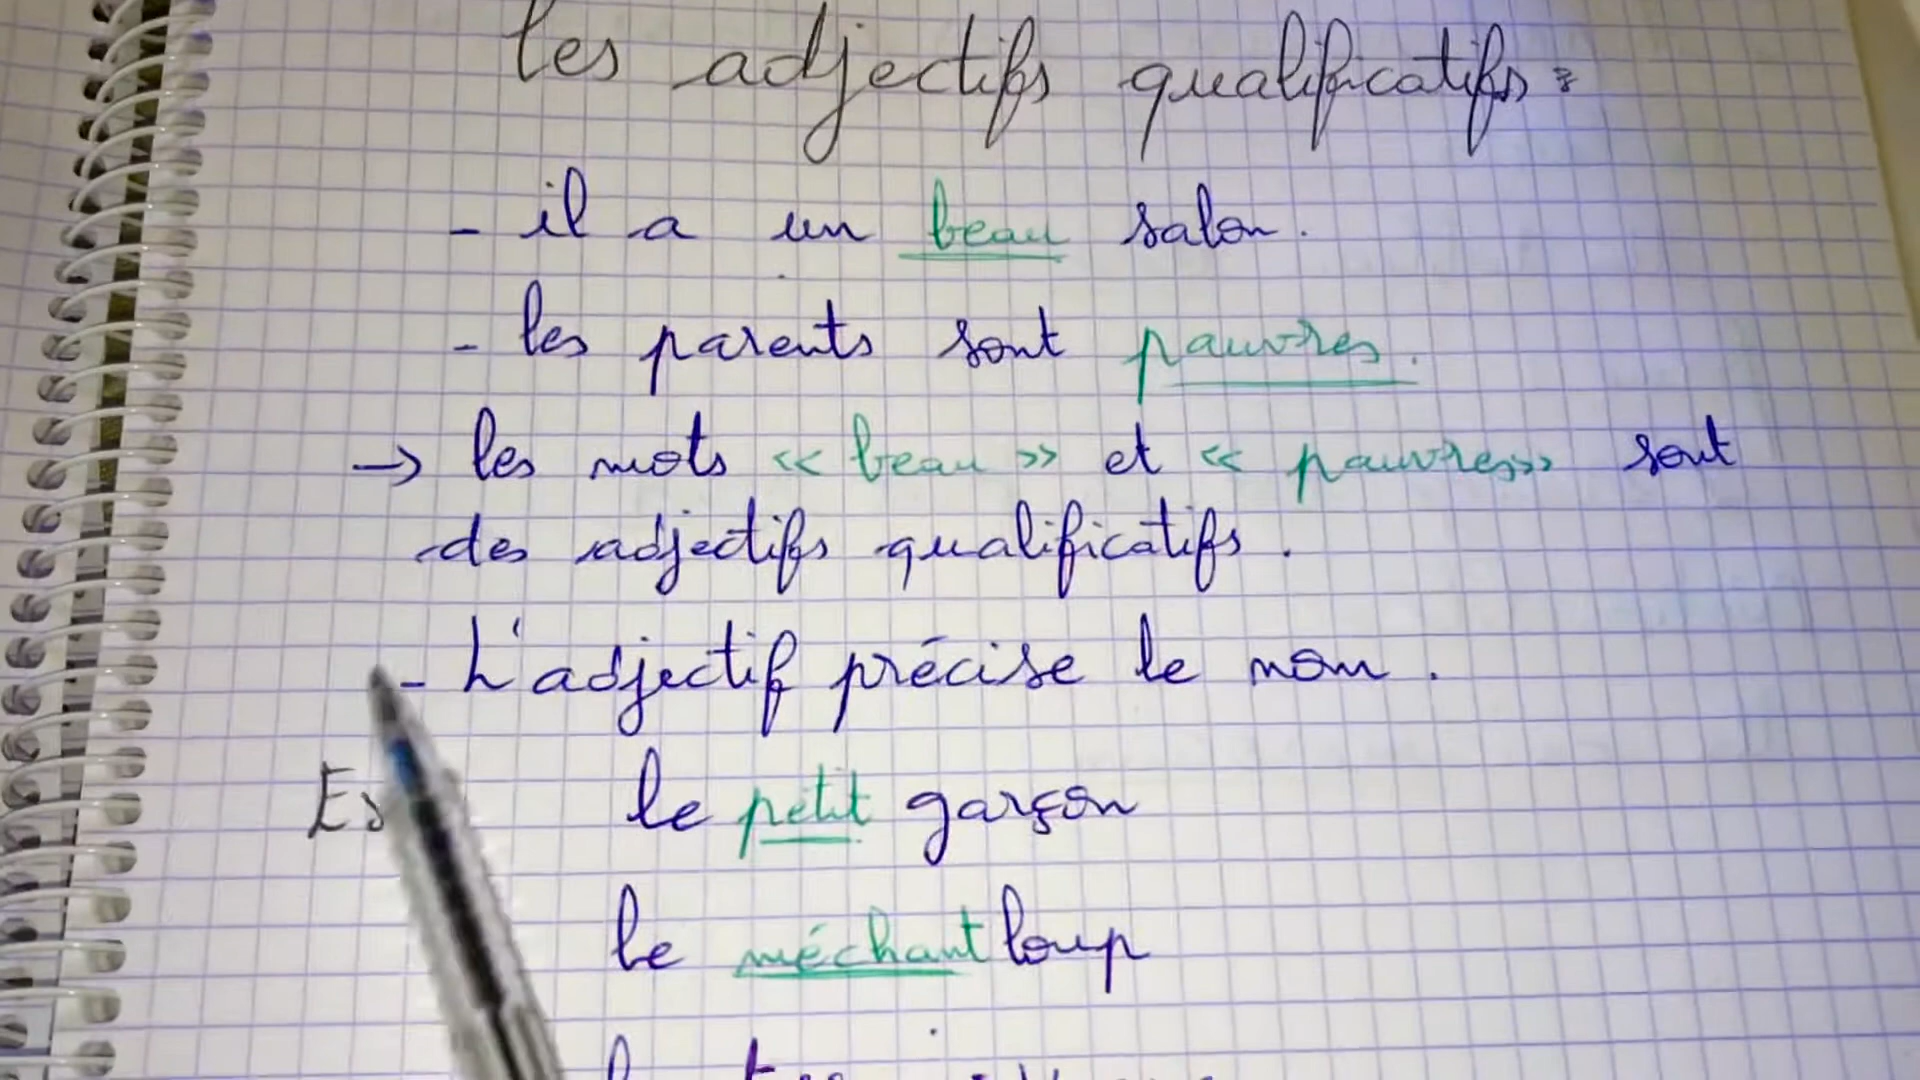 les adjectifs qualificatifs :
- il a un beau salon.
- les parents sont pauvres.
→ les mots << beau >> et << pauvres >> sont
des adjectifs qualificatifs.
- L'adjectif précise le nom.
le petit garçon
le méchant loup